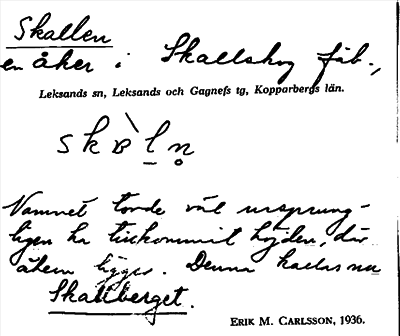 Skallen
en åker i Skallskog fäb.,
Leksands sn, Leksands och Gagnefs tg, Kopparbergs län.
skɐ̀l̠n̥
Namnet torde väl ursprung-
ligen ha tillkommit höjden, där
åkern ligger. Denna kallas nu
Skallberget.
ERIK M. CARLSSON, 1936.